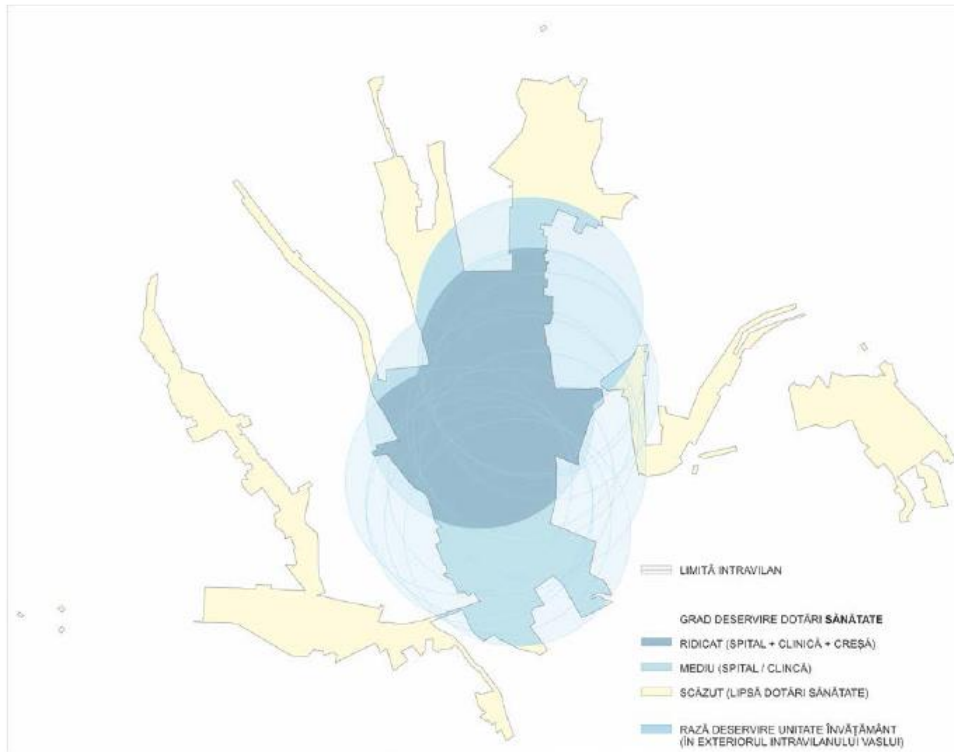 LIMITĂ INTRAVILAN
GRAD DESERVIRE DOTĂRI SĂNĂTATE
RIDICAT (SPITAL + CLINICĂ + CREȘĂ)
MEDIU (SPITAL / CLINCĂ)
SCĂZUT (LIPSĂ DOTĂRI SĂNĂTATE)
RAZĂ DESERVIRE UNITATE ÎNVĂȚĂMÂNT
(ÎN EXTERIORUL INTRAVILANULUI VASLUI)